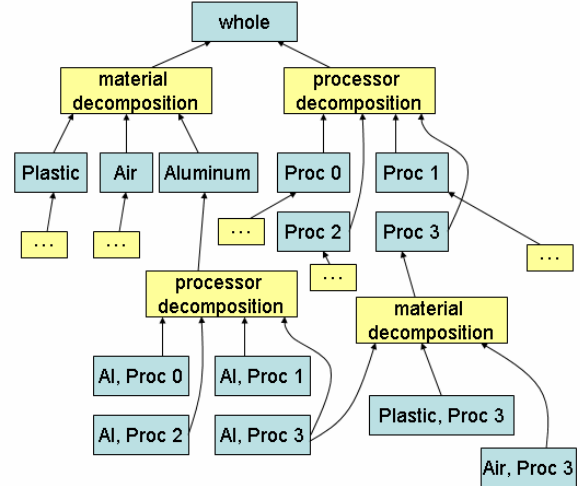 whole
material
decomposition
processor
decomposition
Plastic
Air
Aluminum
Proc 0
Proc 1
...
...
...
Proc 2
Proc 3
...
...
processor
decomposition
material
decomposition
Al, Proc 0
Al, Proc 1
Al, Proc 2
Al, Proc 3
Plastic, Proc 3
Air, Proc 3